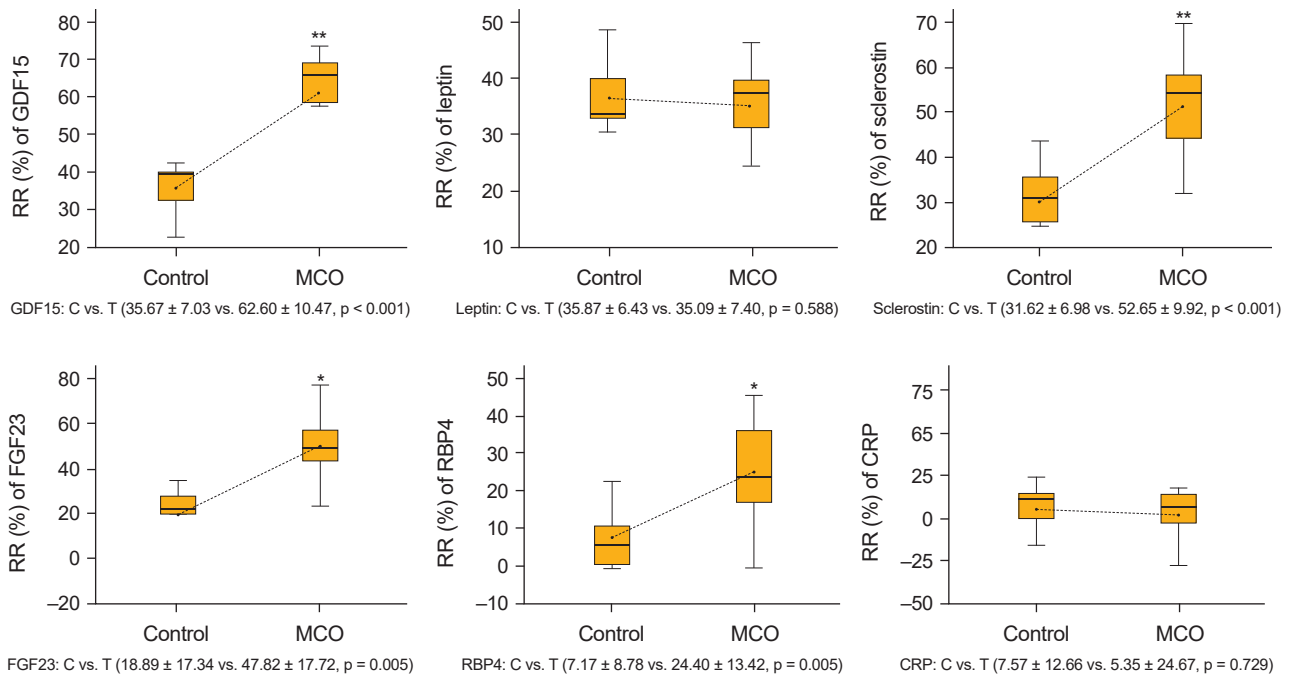 RR (%) of GDF15
80
70
60
50
40
30
20
**
Control MCO
GDF15: C vs. T (35.67 ± 7.03 vs. 62.60 ± 10.47, p < 0.001)
RR (%) of leptin
50
40
30
20
10
Control MCO
Leptin: C vs. T (35.87 ± 6.43 vs. 35.09 ± 7.40, p = 0.588)
RR (%) of sclerostin
70
60
50
40
30
20
**
Control MCO
Sclerostin: C vs. T (31.62 ± 6.98 vs. 52.65 ± 9.92, p < 0.001)
RR (%) of FGF23
80
60
40
20
0
–20
*
Control MCO
FGF23: C vs. T (18.89 ± 17.34 vs. 47.82 ± 17.72, p = 0.005)
RR (%) of RBP4
50
40
30
20
10
0
–10
*
Control MCO
RBP4: C vs. T (7.17 ± 8.78 vs. 24.40 ± 13.42, p = 0.005)
RR (%) of CRP
75
65
25
0
–25
–50
Control MCO
CRP: C vs. T (7.57 ± 12.66 vs. 5.35 ± 24.67, p = 0.729)